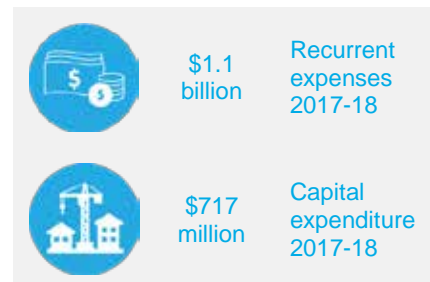 $1.1
billion
Recurrent
expenses
2017-18
$717
million
Capital
expenditure
2017-18